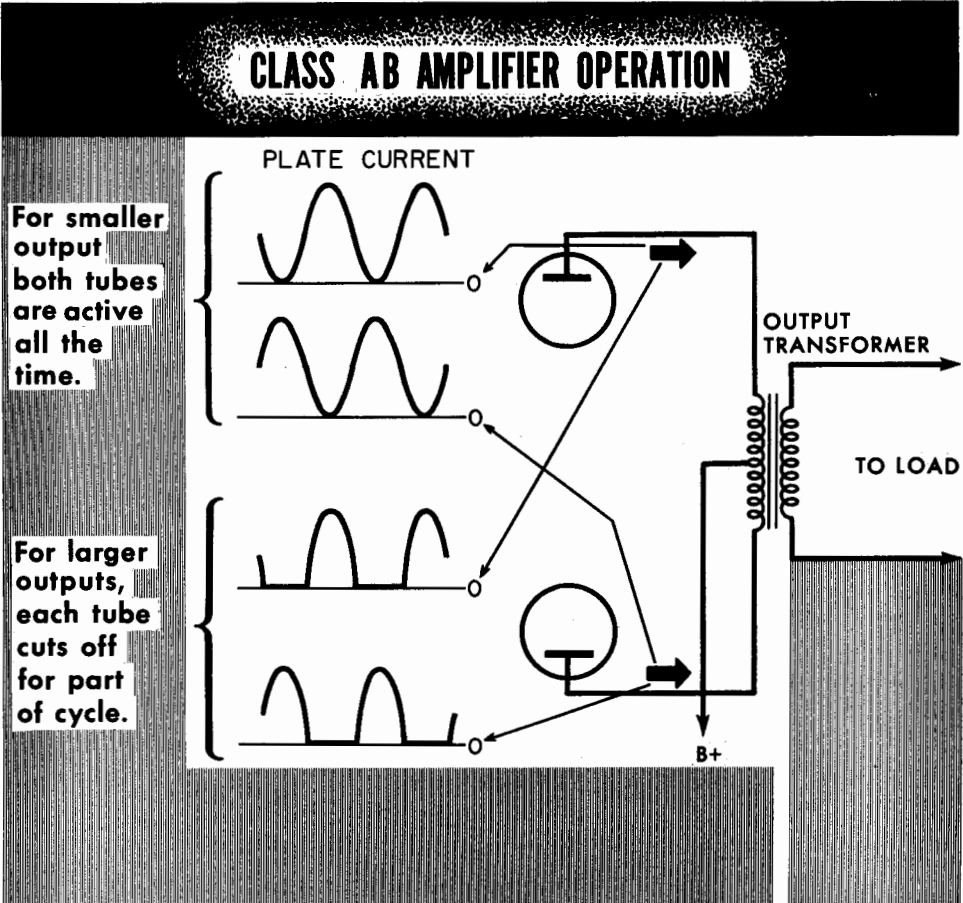 CLASS AB AMPLIFIER OPERATION
PLATE CURRENT
For smaller
output
both tubes
are active
all the
time.
O
O
OUTPUT
TRANSFORMER
TO LOAD
For larger
outputs,
each tube
cuts off
for part
of cycle.
O
O
B+